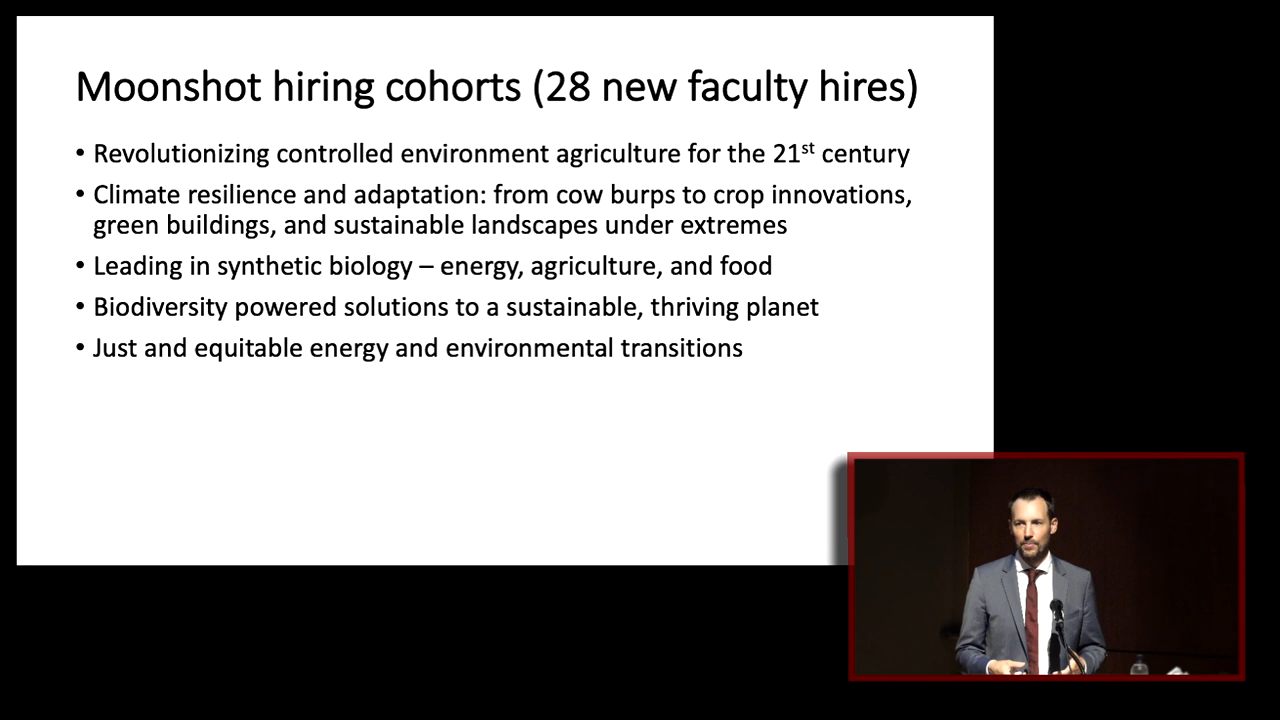 Moonshot hiring cohorts (28 new faculty hires)
• Revolutionizing controlled environment agriculture for the 21st century
• Climate resilience and adaptation: from cow burps to crop innovations,
green buildings, and sustainable landscapes under extremes
• Leading in synthetic biology – energy, agriculture, and food
• Biodiversity powered solutions to a sustainable, thriving planet
• Just and equitable energy and environmental transitions